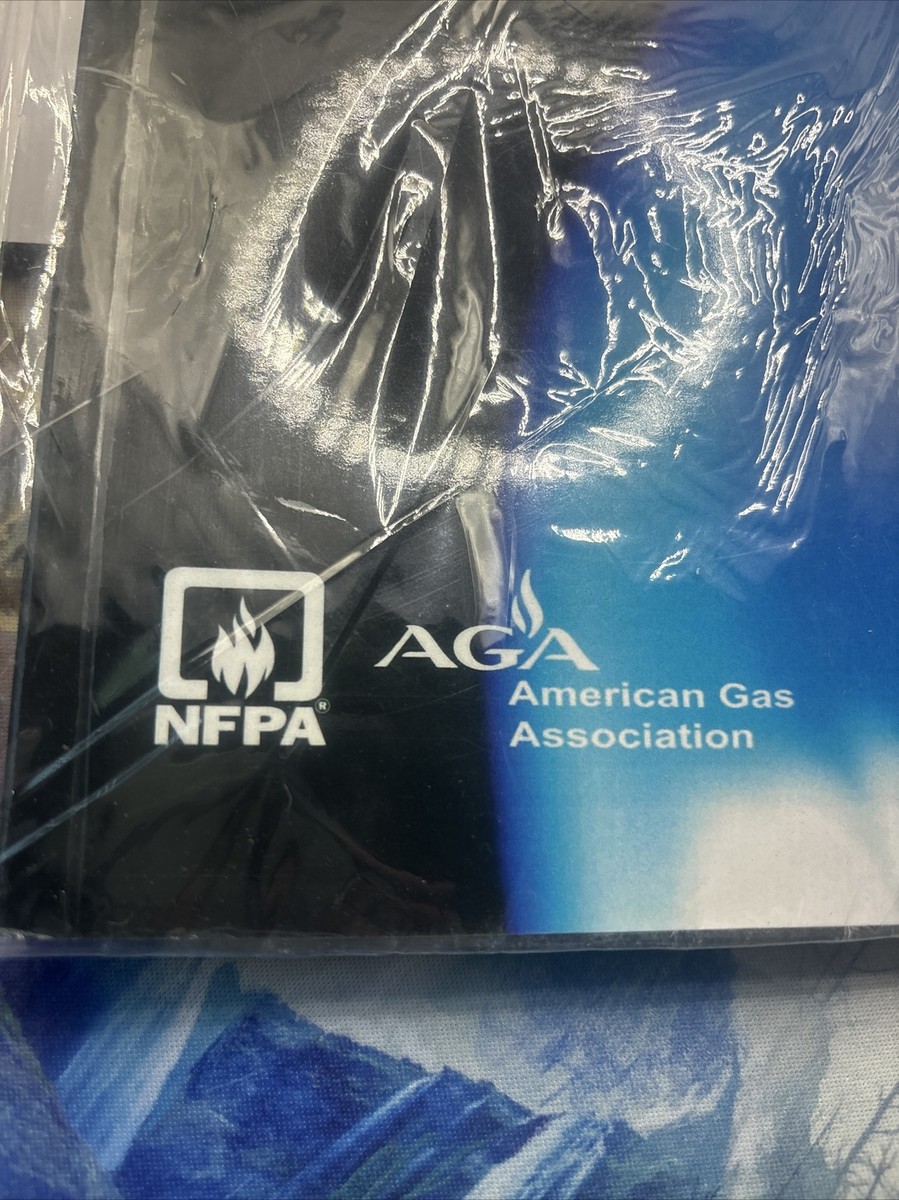 NFPA®
AGA
American Gas
Association